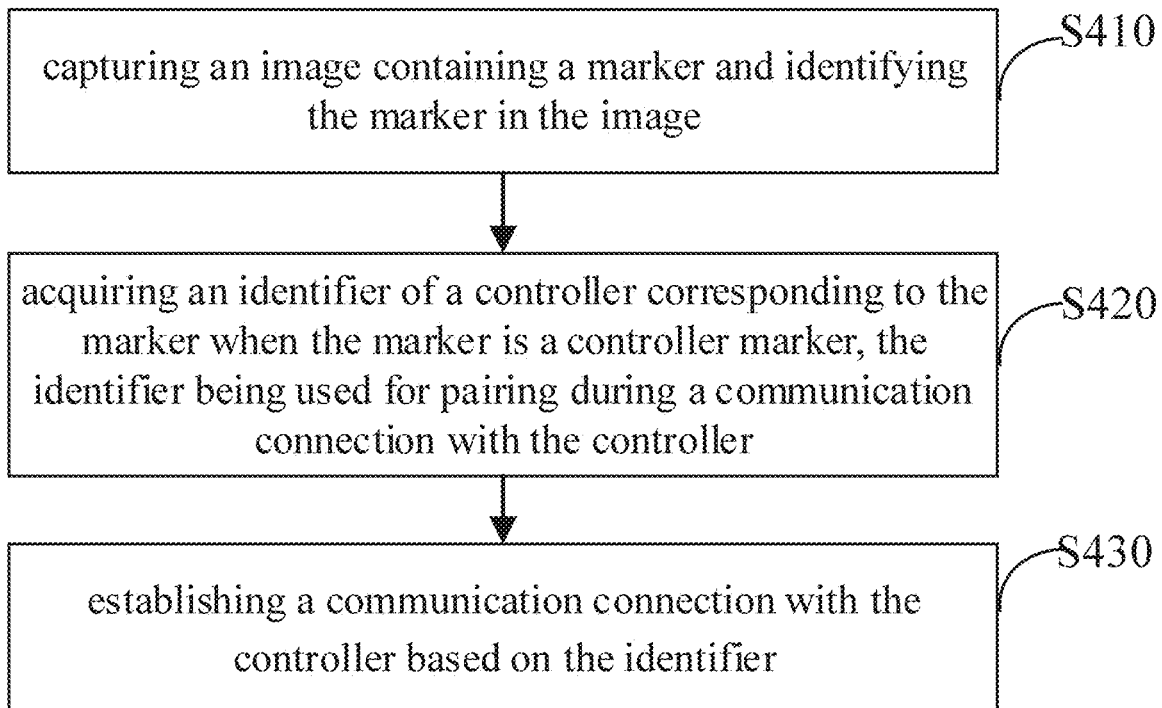 S410
capturing an image containing a marker and identifying
the marker in the image
acquiring an identifier of a controller corresponding to the
marker when the marker is a controller marker, the
identifier being used for pairing during a communication
connection with the controller
S420
establishing a communication connection with the
controller based on the identifier
S430